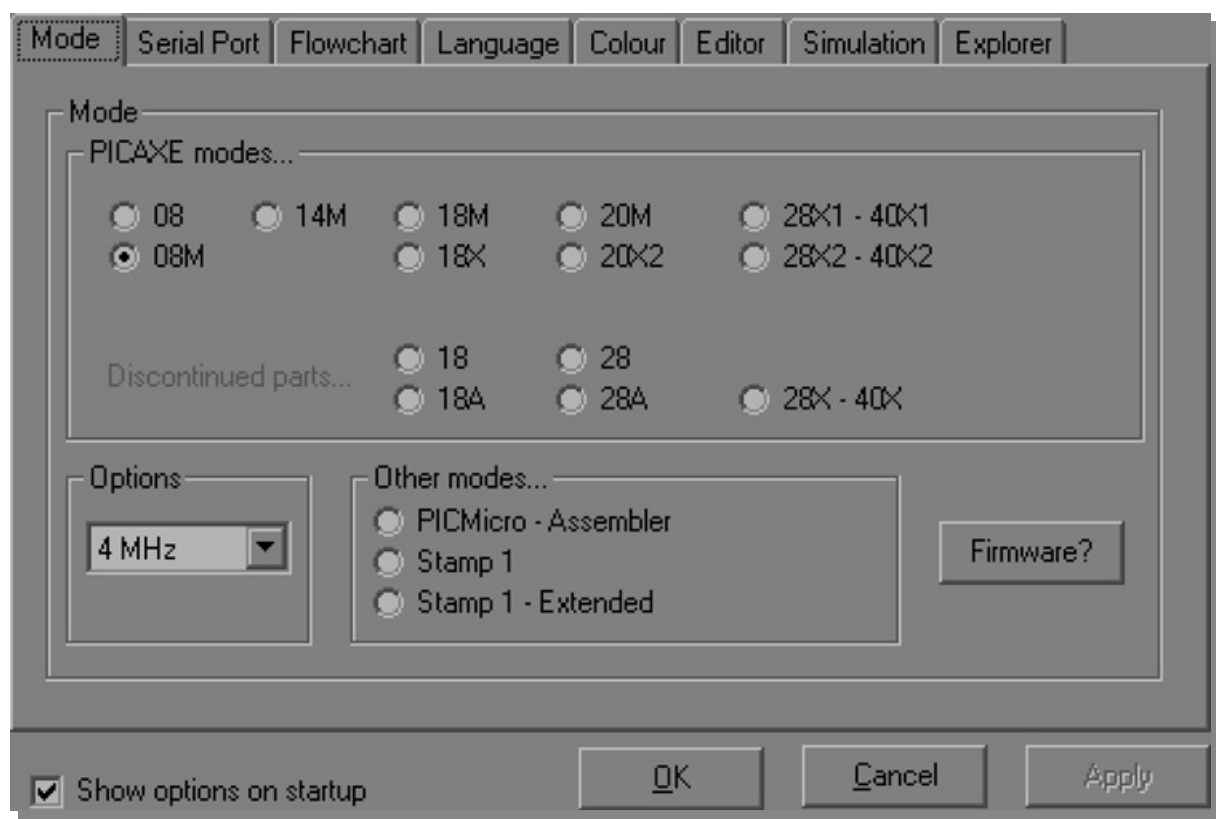 Mode Serial Port Flowchart Language Colour Editor Simulation Explorer
Mode
PICAXE modes...
08 14M 18M 20M 28X1 - 40X1
08M 18X 20X2 28X2 - 40X2
Discontinued parts...
18 28
18A 28A 28X - 40X
Options
4 MHz
Other modes...
PICMicro - Assembler
Stamp 1
Stamp 1 - Extended
Firmware?
Show options on startup
OK Cancel Apply